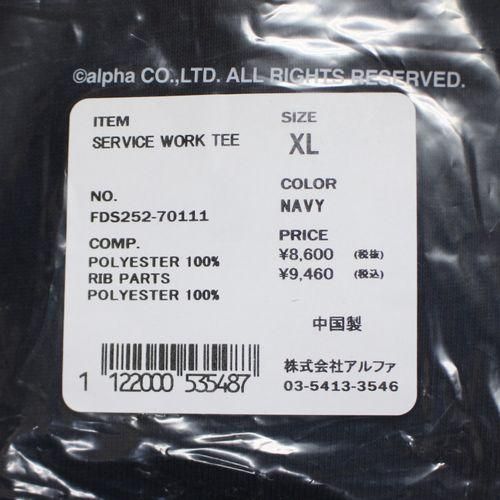 ©alpha CO.,LTD. ALL RIGHTS RESERVED.
ITEM
SERVICE WORK TEE
SIZE
XL
NO.
FDS252-70111
COLOR
NAVY
COMP.
POLYESTER 100%
RIB PARTS
POLYESTER 100%
PRICE
¥8,600 (税抜)
¥9,460 (税込)
中国製
1 122000 535487
株式会社アルファ
03-5413-3546